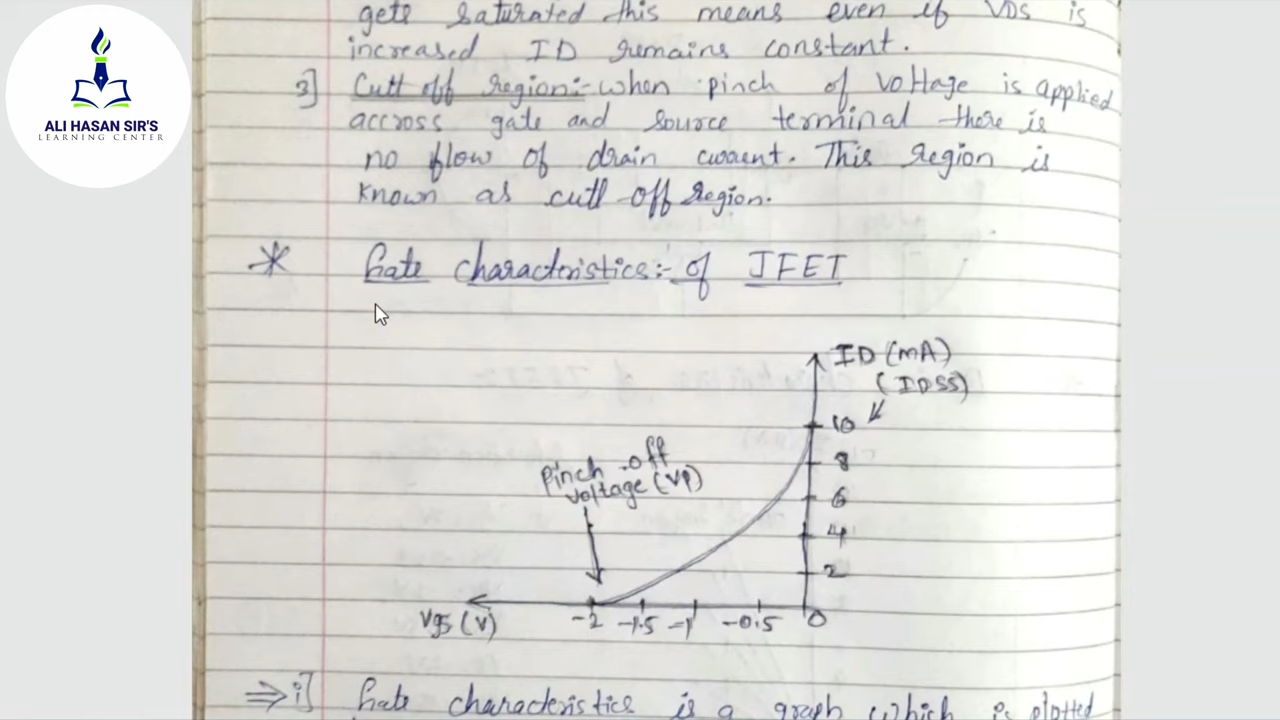 ALI HASAN SIR'S
LEARNING CENTER
gets saturated this means even if VDS is
increased ID remains constant.
3] Cutt off region:- when pinch of voltage is applied
accross gate and source terminal there is
no flow of drain current. This region is
known as cutt off region.
* Gate characteristics:- of JFET
ID (mA)
(IDSS)
10
8
6
4
2
Pinch off
voltage (VP)
Vgs (V)
-2 -1.5 -1 -0.5 0
⇒ i] Gate characteristics is a graph which is plotted